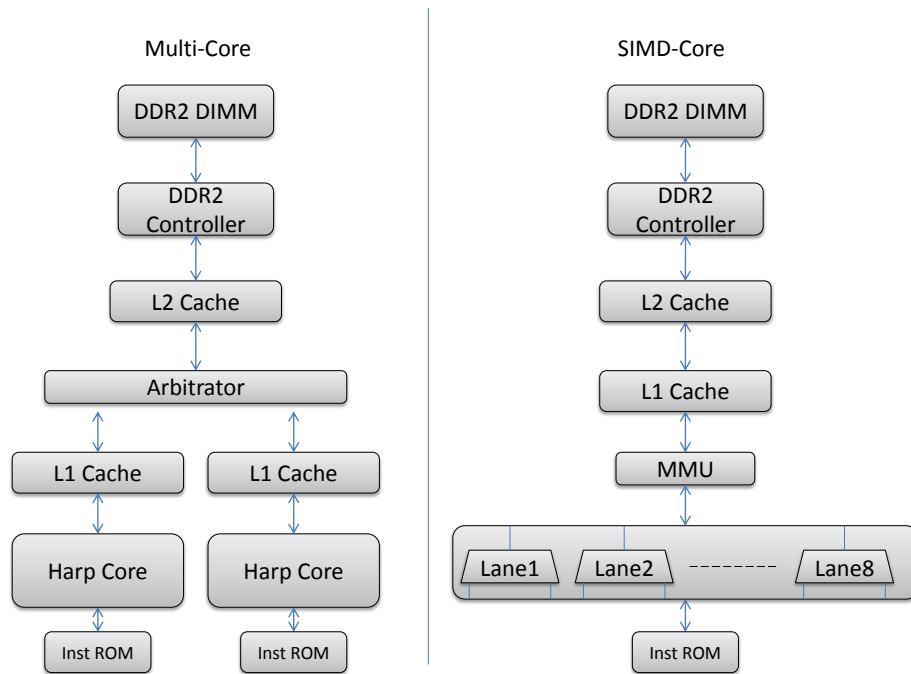 Multi-Core
DDR2 DIMM
DDR2
Controller
L2 Cache
Arbitrator
L1 Cache
L1 Cache
Harp Core
Harp Core
Inst ROM
Inst ROM
SIMD-Core
DDR2 DIMM
DDR2
Controller
L2 Cache
L1 Cache
MMU
Lane1
Lane2
Lane8
Inst ROM